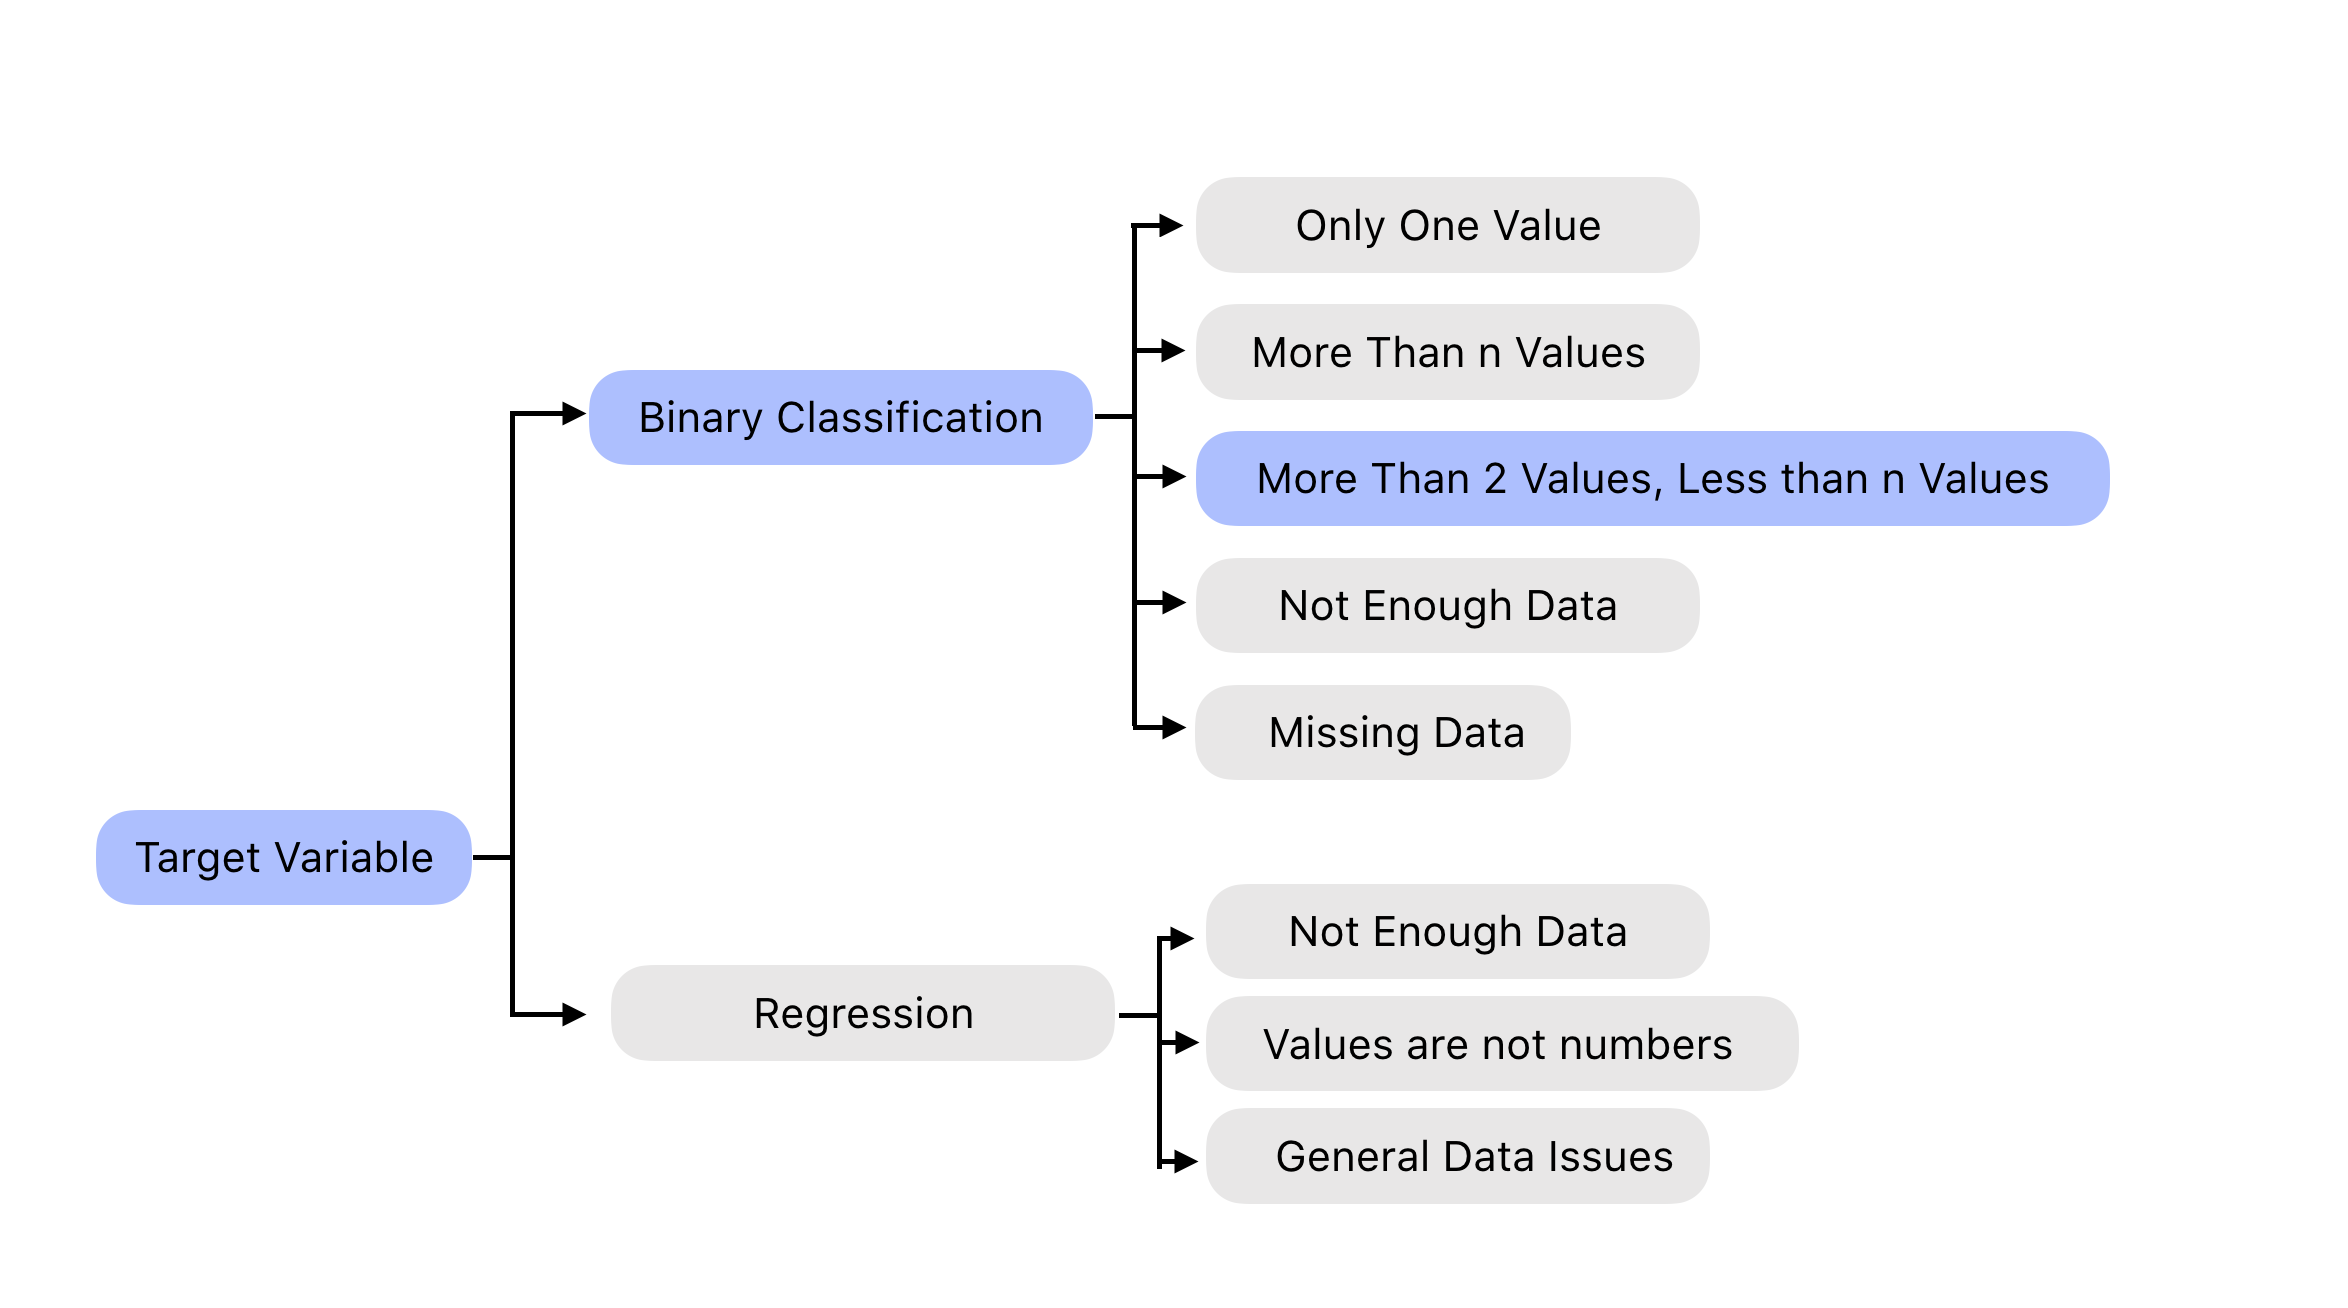 Target Variable
Binary Classification
Only One Value
More Than n Values
More Than 2 Values, Less than n Values
Not Enough Data
Missing Data
Regression
Not Enough Data
Values are not numbers
General Data Issues